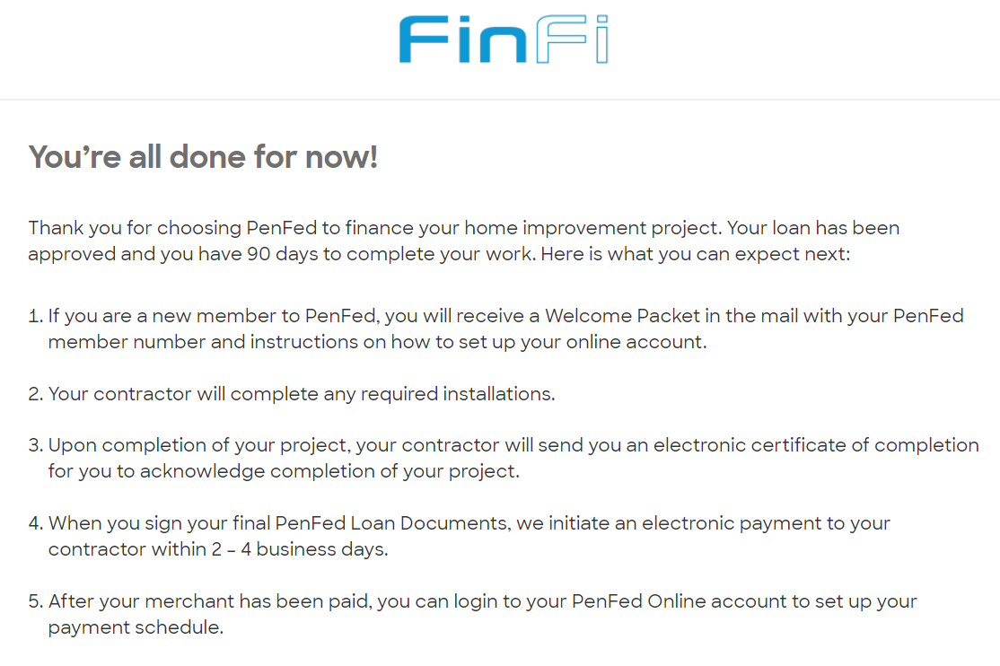 FinFi
You’re all done for now!
Thank you for choosing PenFed to finance your home improvement project. Your loan has been
approved and you have 90 days to complete your work. Here is what you can expect next:
1. If you are a new member to PenFed, you will receive a Welcome Packet in the mail with your PenFed
member number and instructions on how to set up your online account.
2. Your contractor will complete any required installations.
3. Upon completion of your project, your contractor will send you an electronic certificate of completion
for you to acknowledge completion of your project.
4. When you sign your final PenFed Loan Documents, we initiate an electronic payment to your
contractor within 2 – 4 business days.
5. After your merchant has been paid, you can login to your PenFed Online account to set up your
payment schedule.